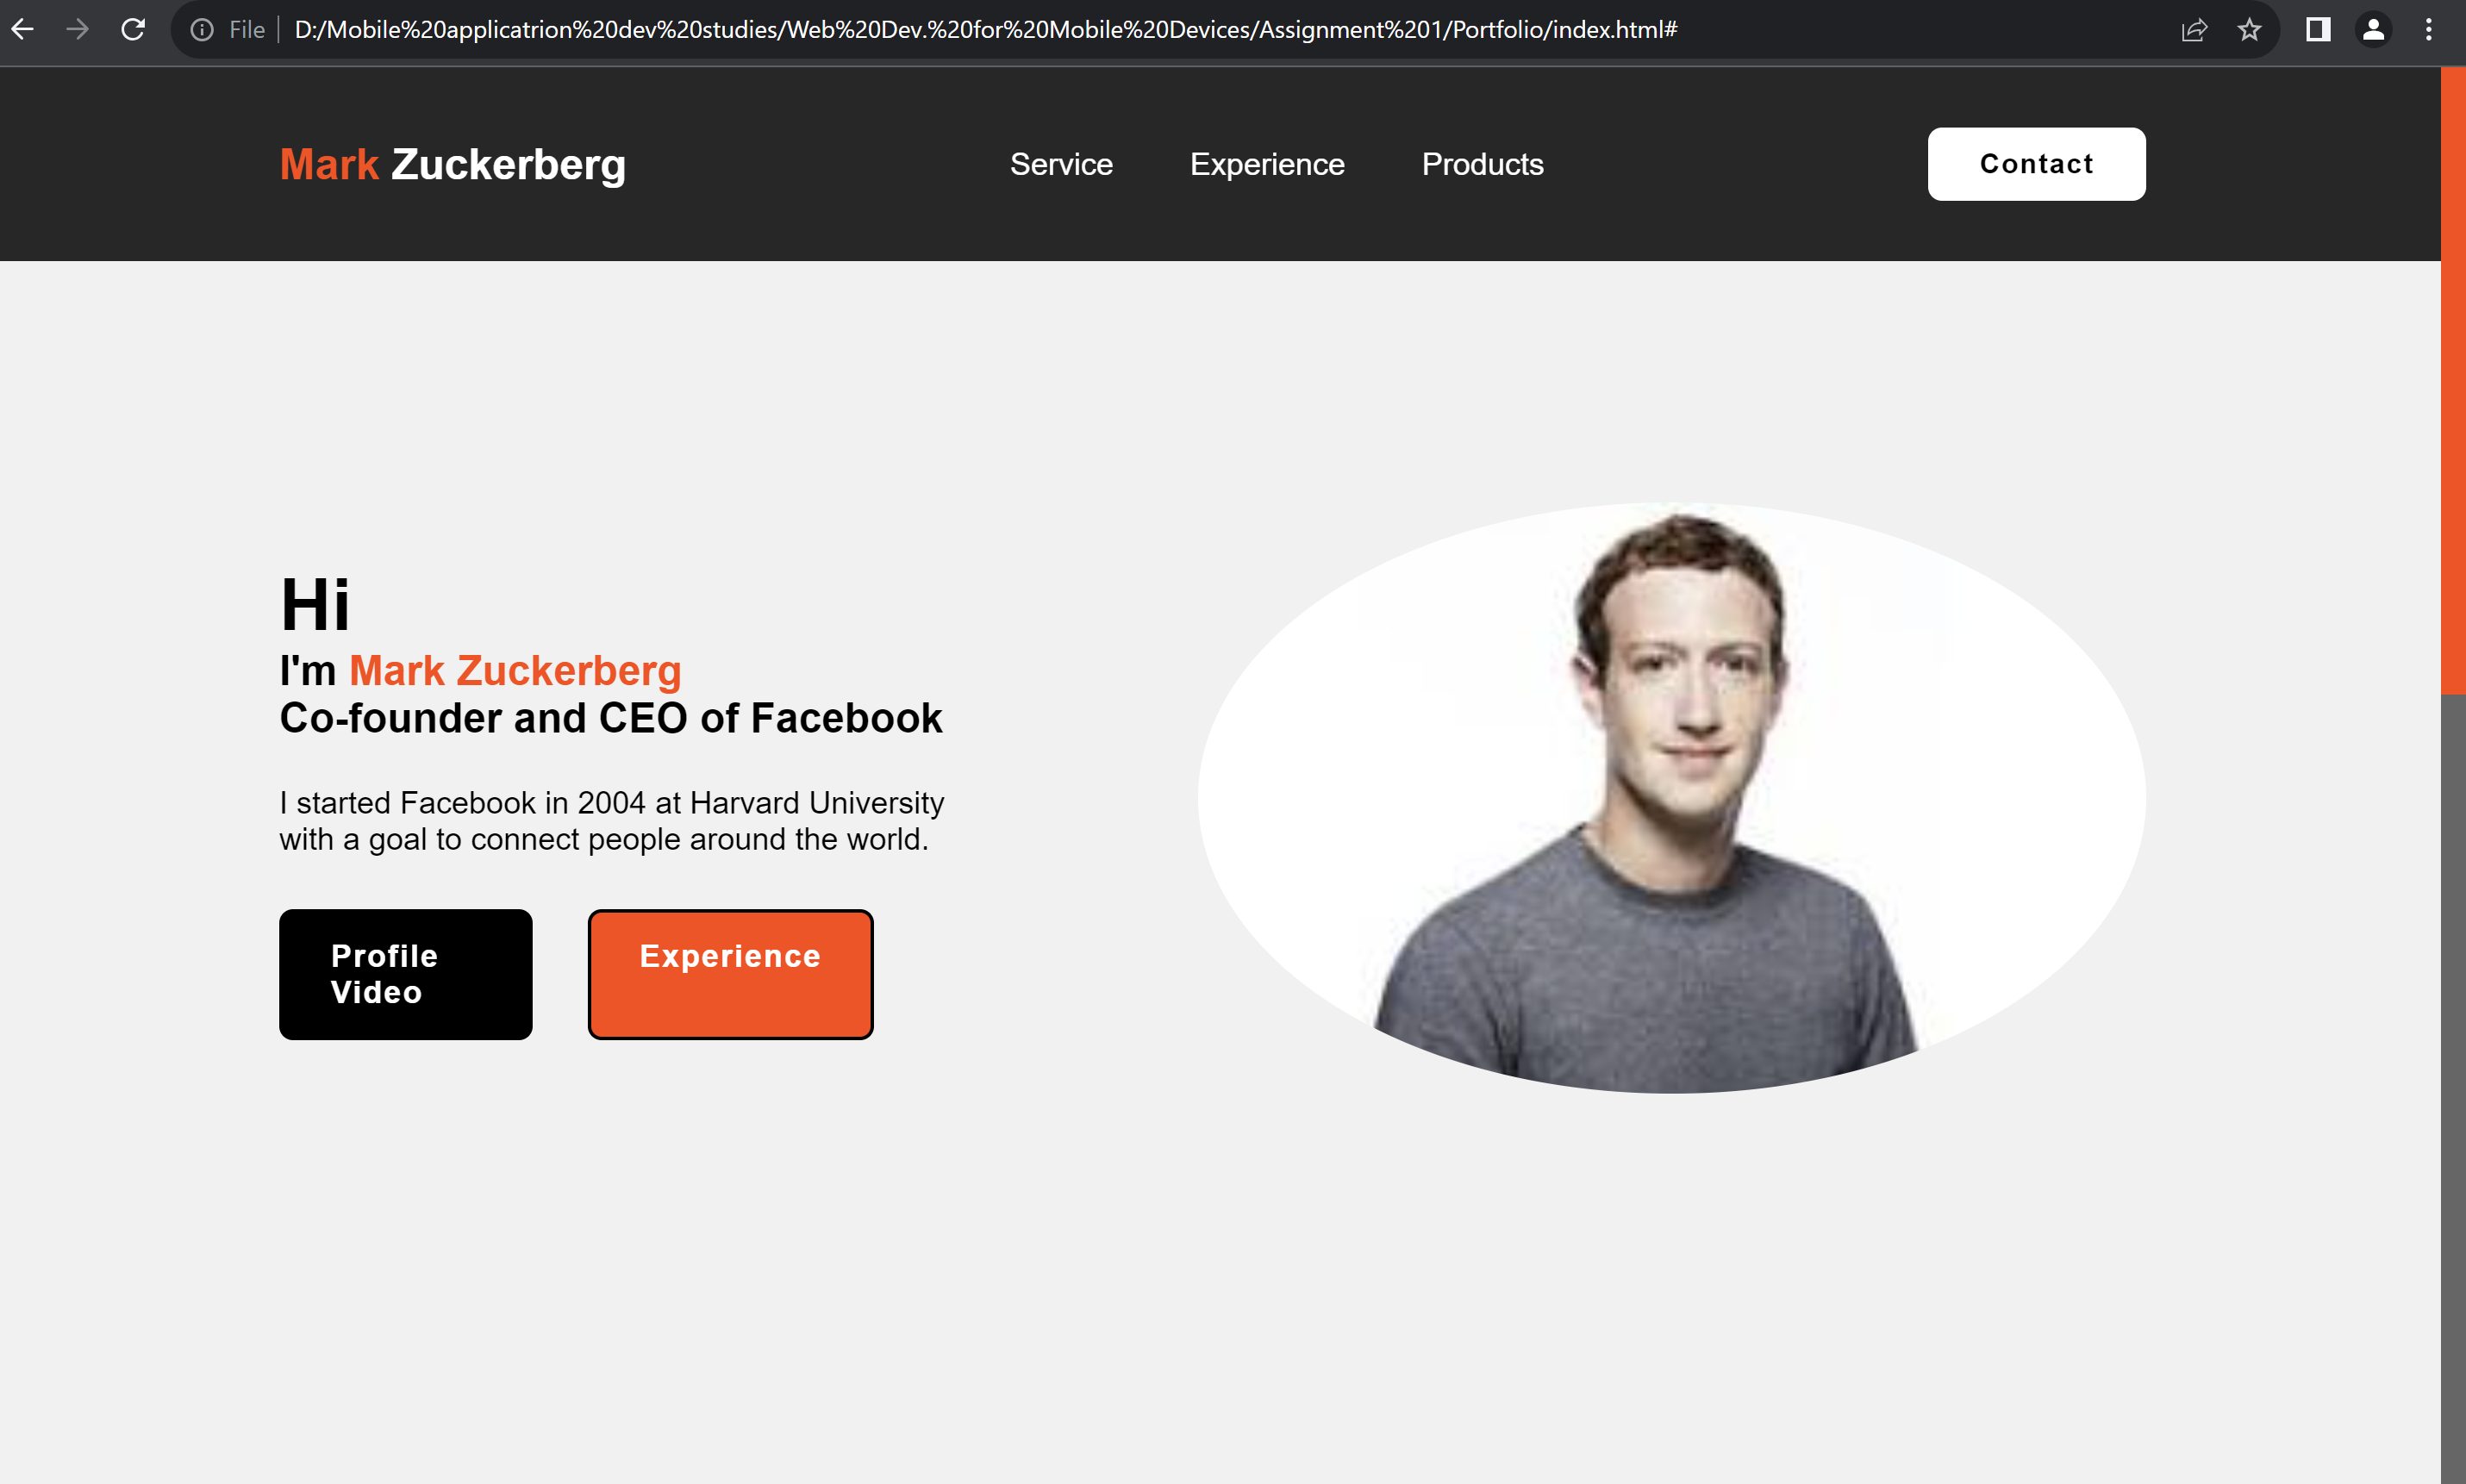 File
D:/Mobile%20applicatrion%20dev%20studies/Web%20Dev.%20for%20Mobile%20Devices/Assignment%201/Portfolio/index.html#
Mark Zuckerberg
Service
Experience
Products
Contact
Hi
I'm Mark Zuckerberg
Co-founder and CEO of Facebook
I started Facebook in 2004 at Harvard University
with a goal to connect people around the world.
Profile
Video
Experience